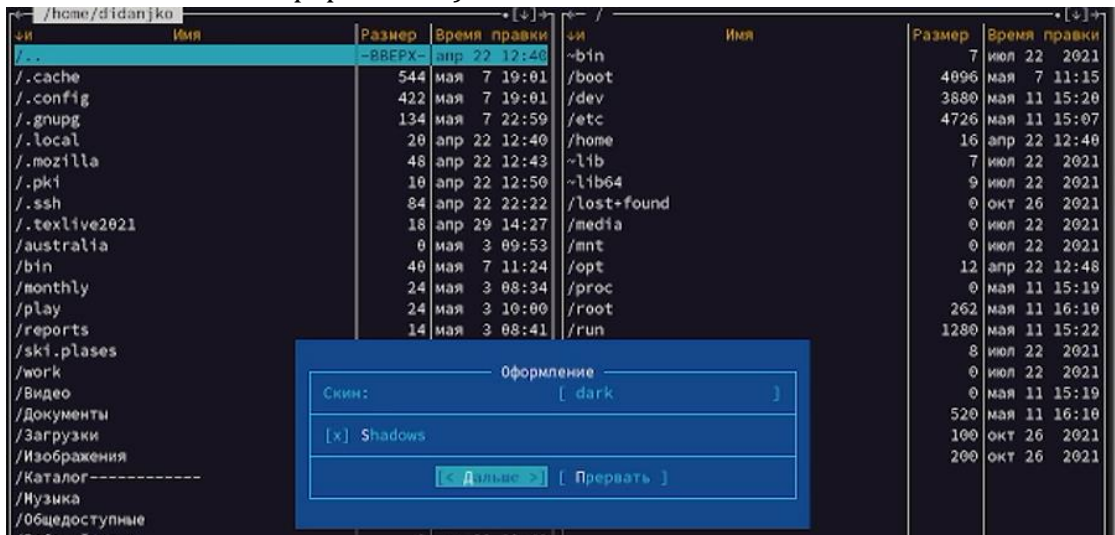 /home/didanjko
[↓]
↓и Имя Размер Время правки
/.. -ВВЕРХ- апр 22 12:40
/.cache 544 мая 7 19:01
/.config 422 мая 7 19:01
/.gnupg 134 мая 7 22:59
/.local 20 апр 22 12:40
/.mozilla 48 апр 22 12:43
/.pki 10 апр 22 12:50
/.ssh 84 апр 22 22:22
/.texlive2021 18 апр 29 14:27
/australia 0 мая 3 09:53
/bin 40 мая 7 11:24
/monthly 24 мая 3 08:34
/play 24 мая 3 10:00
/reports 14 мая 3 08:41
/ski.plases
/work
/Видео
/Документы
/Загрузки
/Изображения
/Каталог------------
/Музыка
/Общедоступные
/
[↓]
↓и Имя Размер Время правки
~bin 7 июл 22 2021
/boot 4096 мая 7 11:15
/dev 3880 мая 11 15:20
/etc 4726 мая 11 15:07
/home 16 апр 22 12:40
~lib 7 июл 22 2021
~lib64 9 июл 22 2021
/lost+found 0 окт 26 2021
/media 0 июл 22 2021
/mnt 0 июл 22 2021
/opt 12 апр 22 12:48
/proc 0 мая 11 15:19
/root 262 мая 11 16:10
/run 1280 мая 11 15:22
8 июл 22 2021
0 июл 22 2021
0 мая 11 15:19
520 мая 11 16:10
100 окт 26 2021
200 окт 26 2021
Оформление
Скин: [ dark ]
[x] Shadows
[< Дальше >] [ Прервать ]